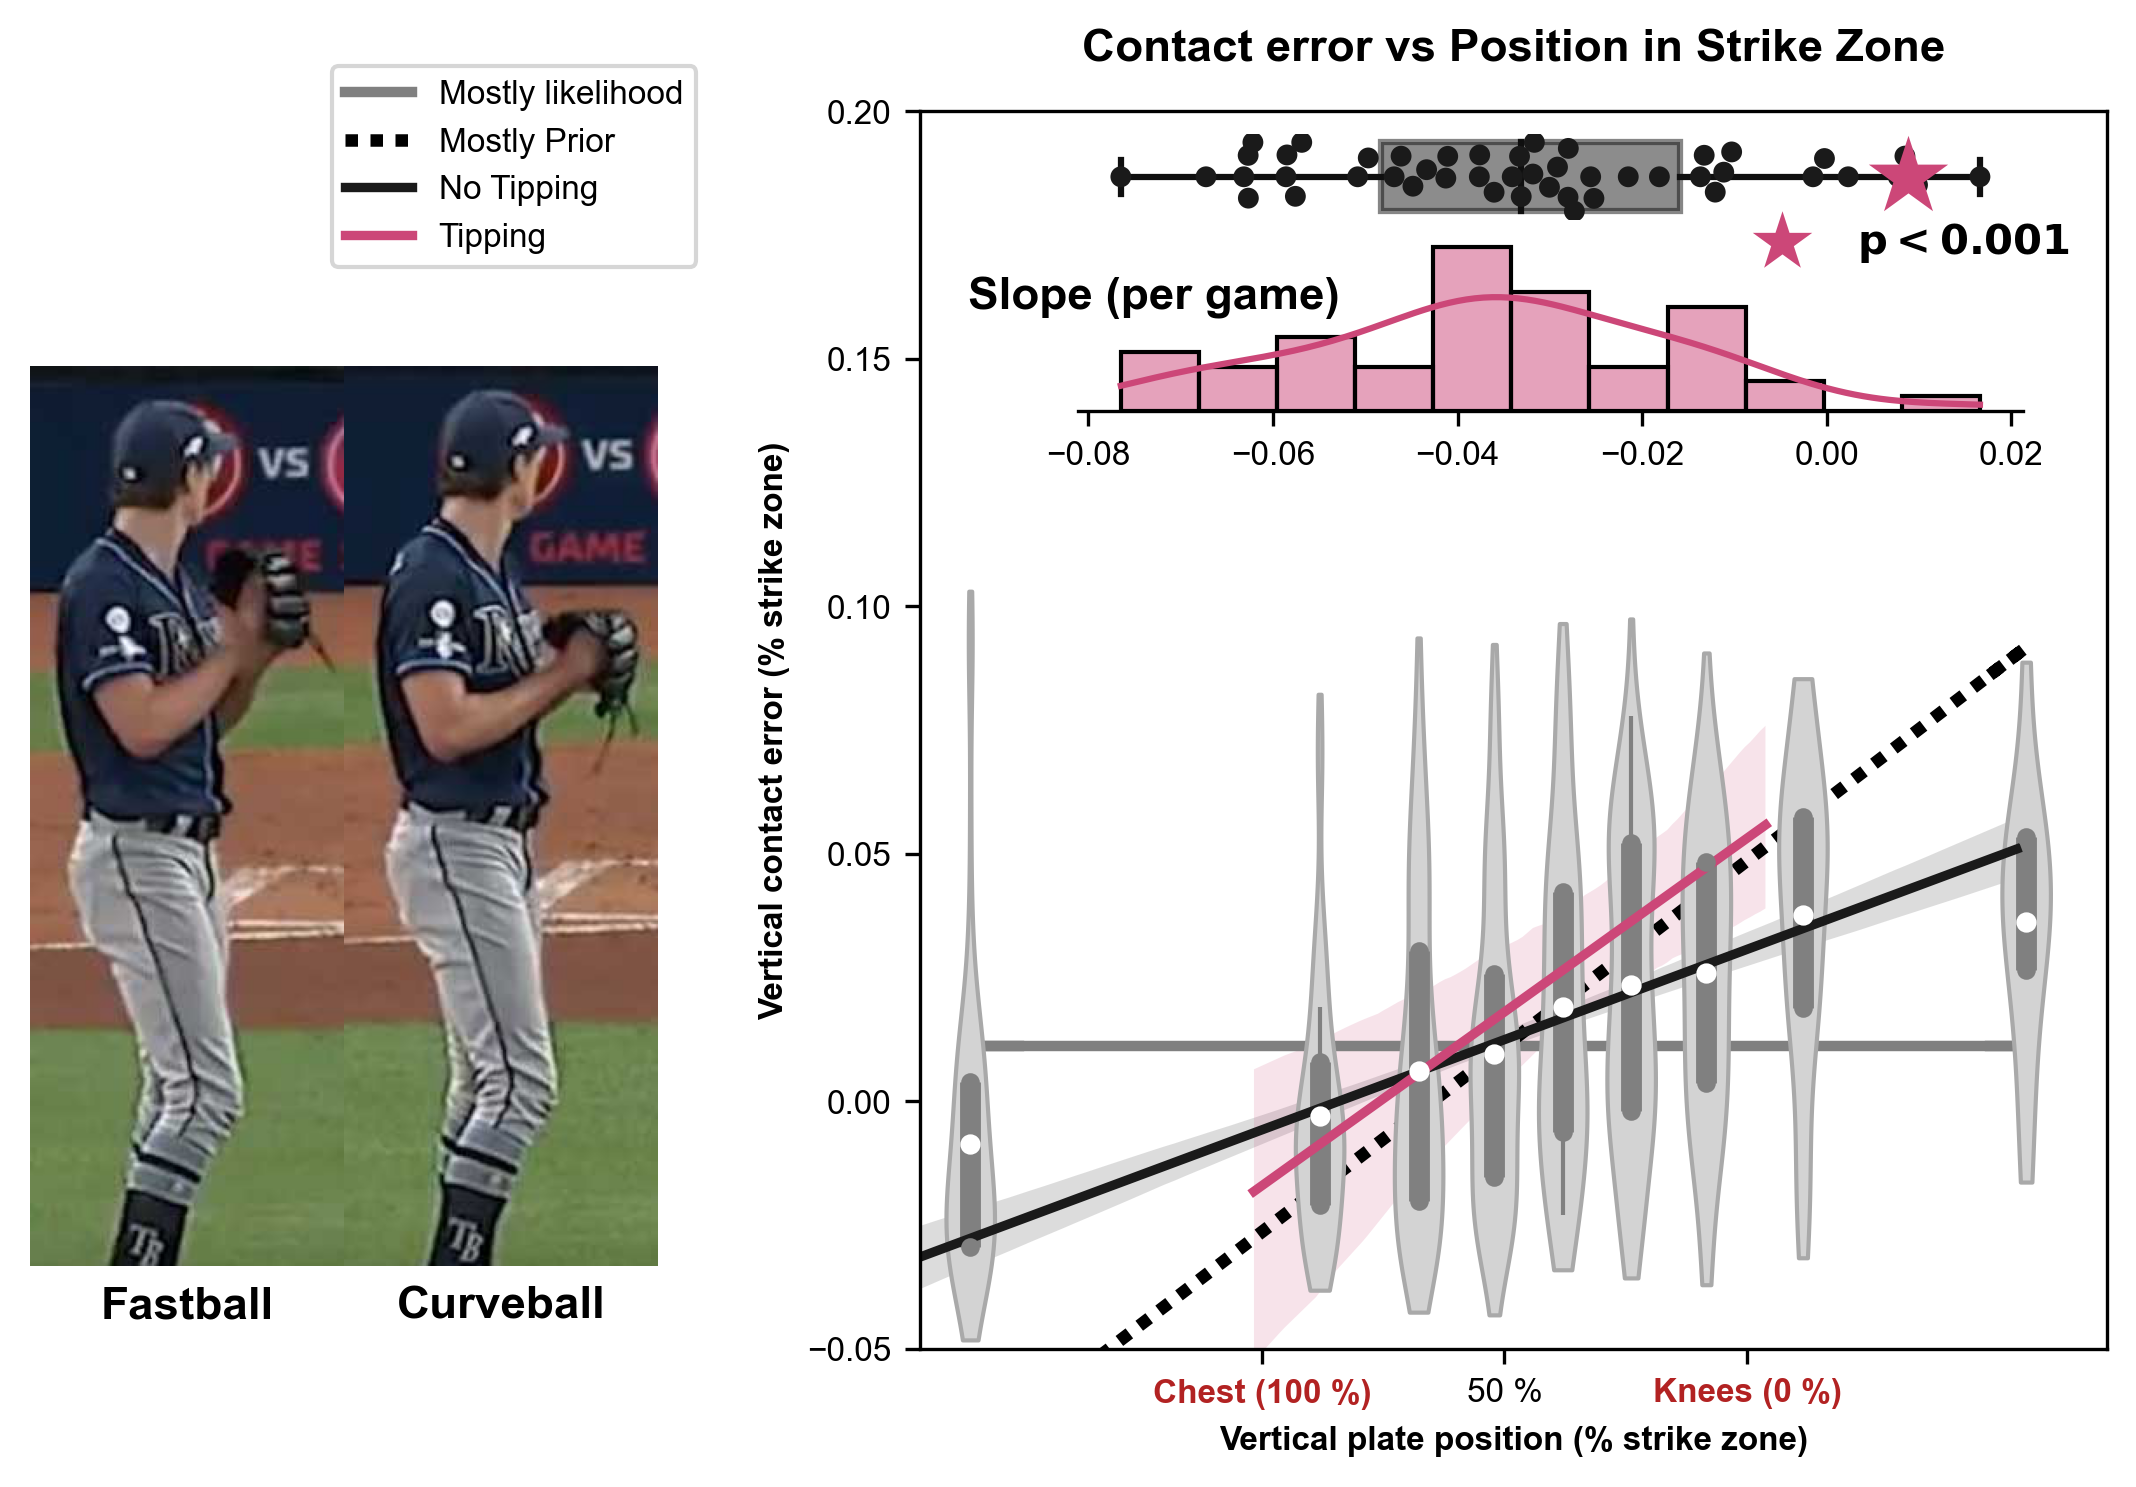 Contact error vs Position in Strike Zone
Mostly likelihood
Mostly Prior
No Tipping
Tipping
VS
GAME
VS
GAME
TB
TB
Fastball
Curveball
Vertical contact error (% strike zone)
0.20
0.15
0.10
0.05
0.00
−0.05
p < 0.001
Slope (per game)
−0.08
−0.06
−0.04
−0.02
0.00
0.02
Chest (100 %)
50 %
Knees (0 %)
Vertical plate position (% strike zone)